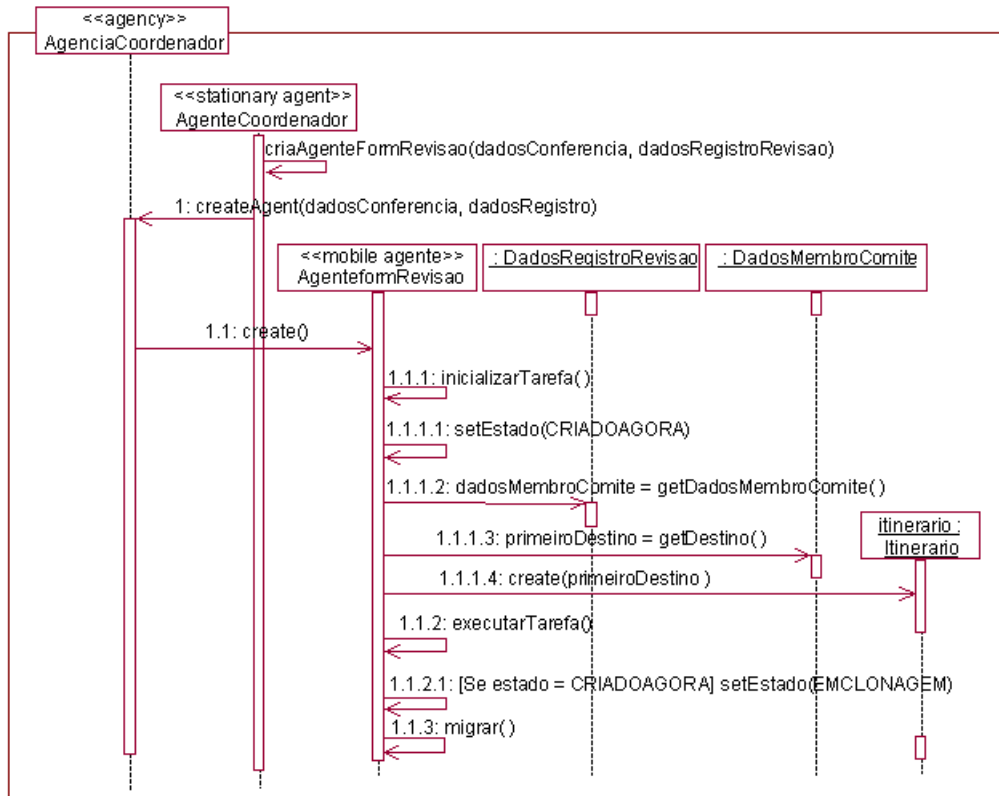 <<agency>>
AgenciaCoordenador
<<stationary agent>>
AgenteCoordenador
criaAgenteFormRevisao(dadosConferencia, dadosRegistroRevisao)
1: createAgent(dadosConferencia, dadosRegistro)
<<mobile agente>>
AgenteformRevisao
: DadosRegistroRevisao
: DadosMembroComite
1.1: create()
1.1.1: inicializarTarefa()
1.1.1.1: setEstado(CRIADOAGORA)
1.1.1.2: dadosMembroComite = getDadosMembroComite()
1.1.1.3: primeiroDestino = getDestino()
itinerario :
Itinerario
1.1.1.4: create(primeiroDestino )
1.1.2: executarTarefa()
1.1.2.1: [Se estado = CRIADOAGORA] setEstado(EMCLONAGEM)
1.1.3: migrar()